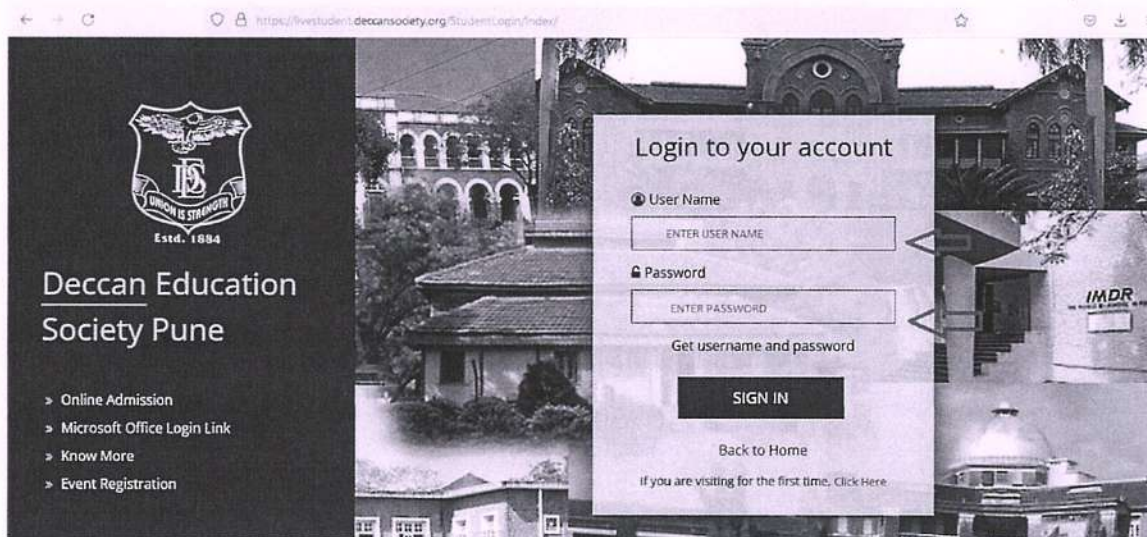 https://livestudent.deccansociety.org/StudentLogin/Index/
DES
UNION IS STRENGTH
Estd. 1884
Deccan Education
Society Pune
» Online Admission
» Microsoft Office Login Link
» Know More
» Event Registration
Login to your account
User Name
ENTER USER NAME
Password
ENTER PASSWORD
Get username and password
SIGN IN
Back to Home
If you are visiting for the first time, Click Here
IMDR